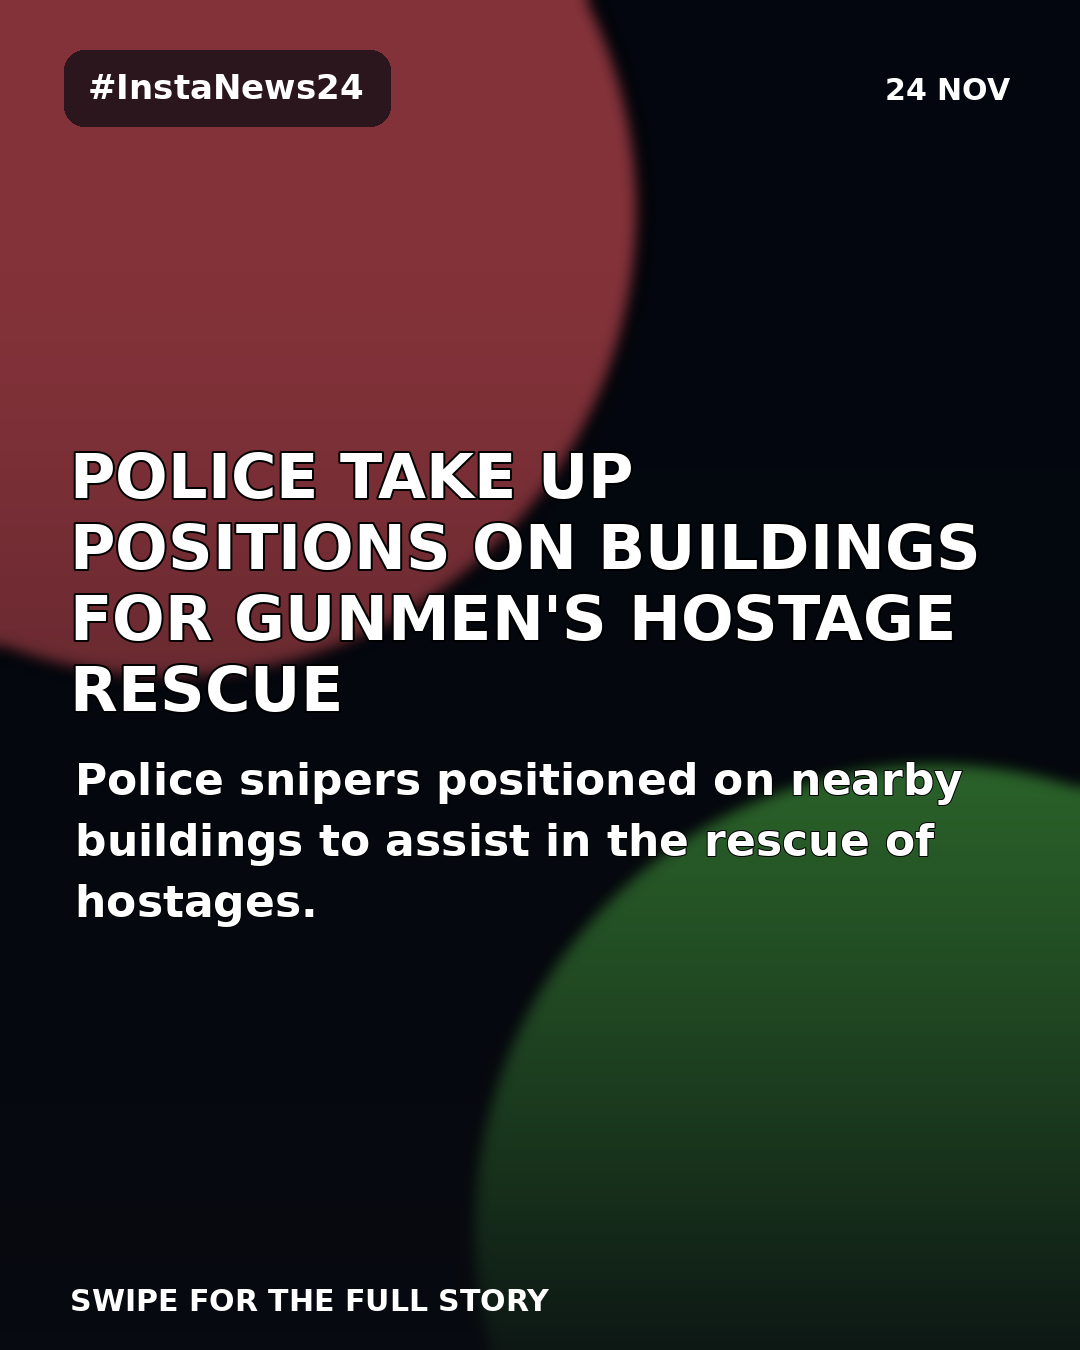 #InstaNews24
24 NOV
POLICE TAKE UP
POSITIONS ON BUILDINGS
FOR GUNMEN'S HOSTAGE
RESCUE
Police snipers positioned on nearby
buildings to assist in the rescue of
hostages.
SWIPE FOR THE FULL STORY